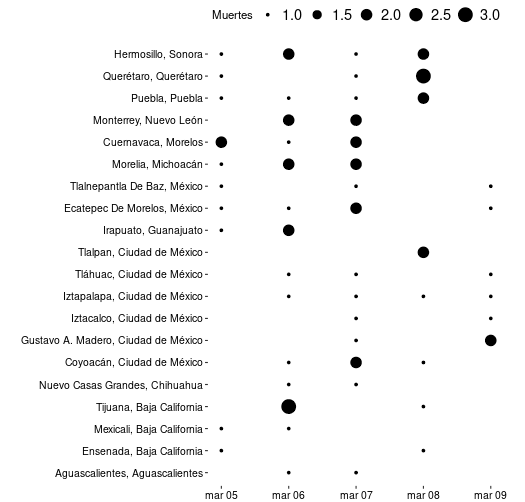 Muertes 1.0 1.5 2.0 2.5 3.0
Hermosillo, Sonora
Querétaro, Querétaro
Puebla, Puebla
Monterrey, Nuevo León
Cuernavaca, Morelos
Morelia, Michoacán
Tlalnepantla De Baz, México
Ecatepec De Morelos, México
Irapuato, Guanajuato
Tlalpan, Ciudad de México
Tláhuac, Ciudad de México
Iztapalapa, Ciudad de México
Iztacalco, Ciudad de México
Gustavo A. Madero, Ciudad de México
Coyoacán, Ciudad de México
Nuevo Casas Grandes, Chihuahua
Tijuana, Baja California
Mexicali, Baja California
Ensenada, Baja California
Aguascalientes, Aguascalientes
mar 05 mar 06 mar 07 mar 08 mar 09